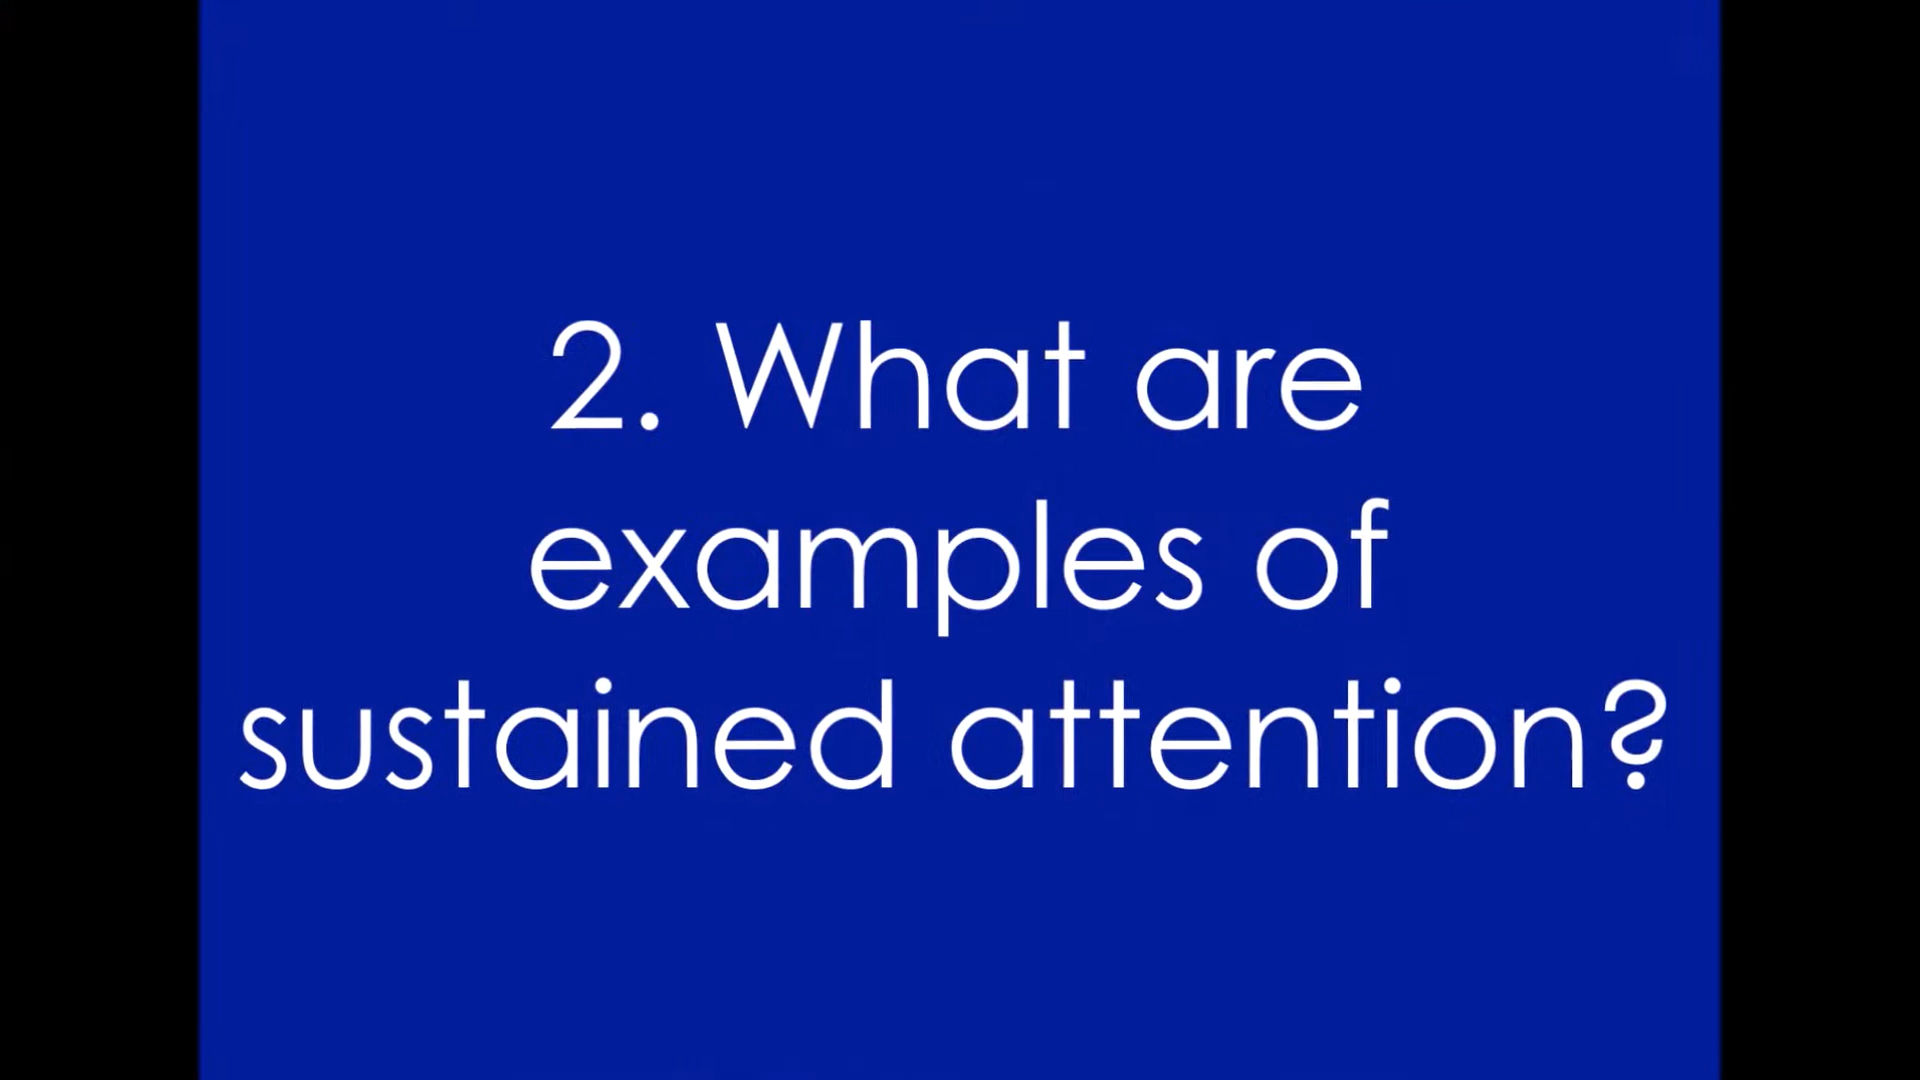 2. What are
examples of
sustained attention?